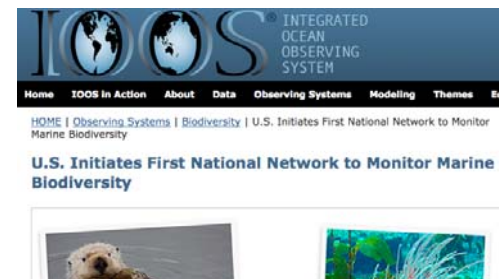 IOOS®
INTEGRATED
OCEAN
OBSERVING
SYSTEM
Home IOOS in Action About Data Observing Systems Modeling Themes
HOME | Observing Systems | Biodiversity | U.S. Initiates First National Network to Monitor
Marine Biodiversity
U.S. Initiates First National Network to Monitor Marine
Biodiversity